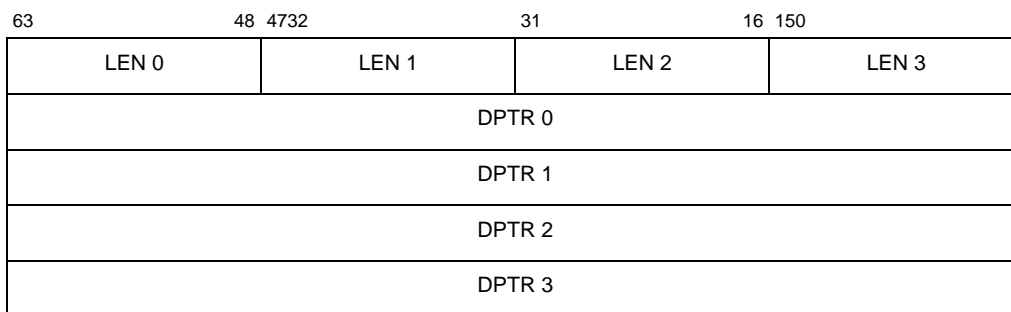 63 48 4732 31 16 150
LEN 0 LEN 1 LEN 2 LEN 3
DPTR 0
DPTR 1
DPTR 2
DPTR 3